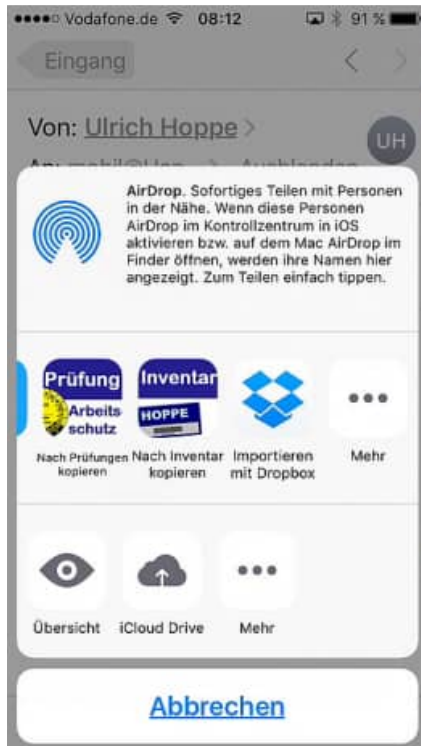 Vodafone.de 08:12 91 %
Eingang
Von: Ulrich Hoppe >
UH
AirDrop. Sofortiges Teilen mit Personen
in der Nähe. Wenn diese Personen
AirDrop im Kontrollzentrum in iOS
aktivieren bzw. auf dem Mac AirDrop im
Finder öffnen, werden ihre Namen hier
angezeigt. Zum Teilen einfach tippen.
Prüfung
Arbeits
schutz
Inventar
HOPPE
Nach Prüfungen
kopieren
Nach Inventar
kopieren
Importieren
mit Dropbox
Mehr
Übersicht
iCloud Drive
Mehr
Abbrechen